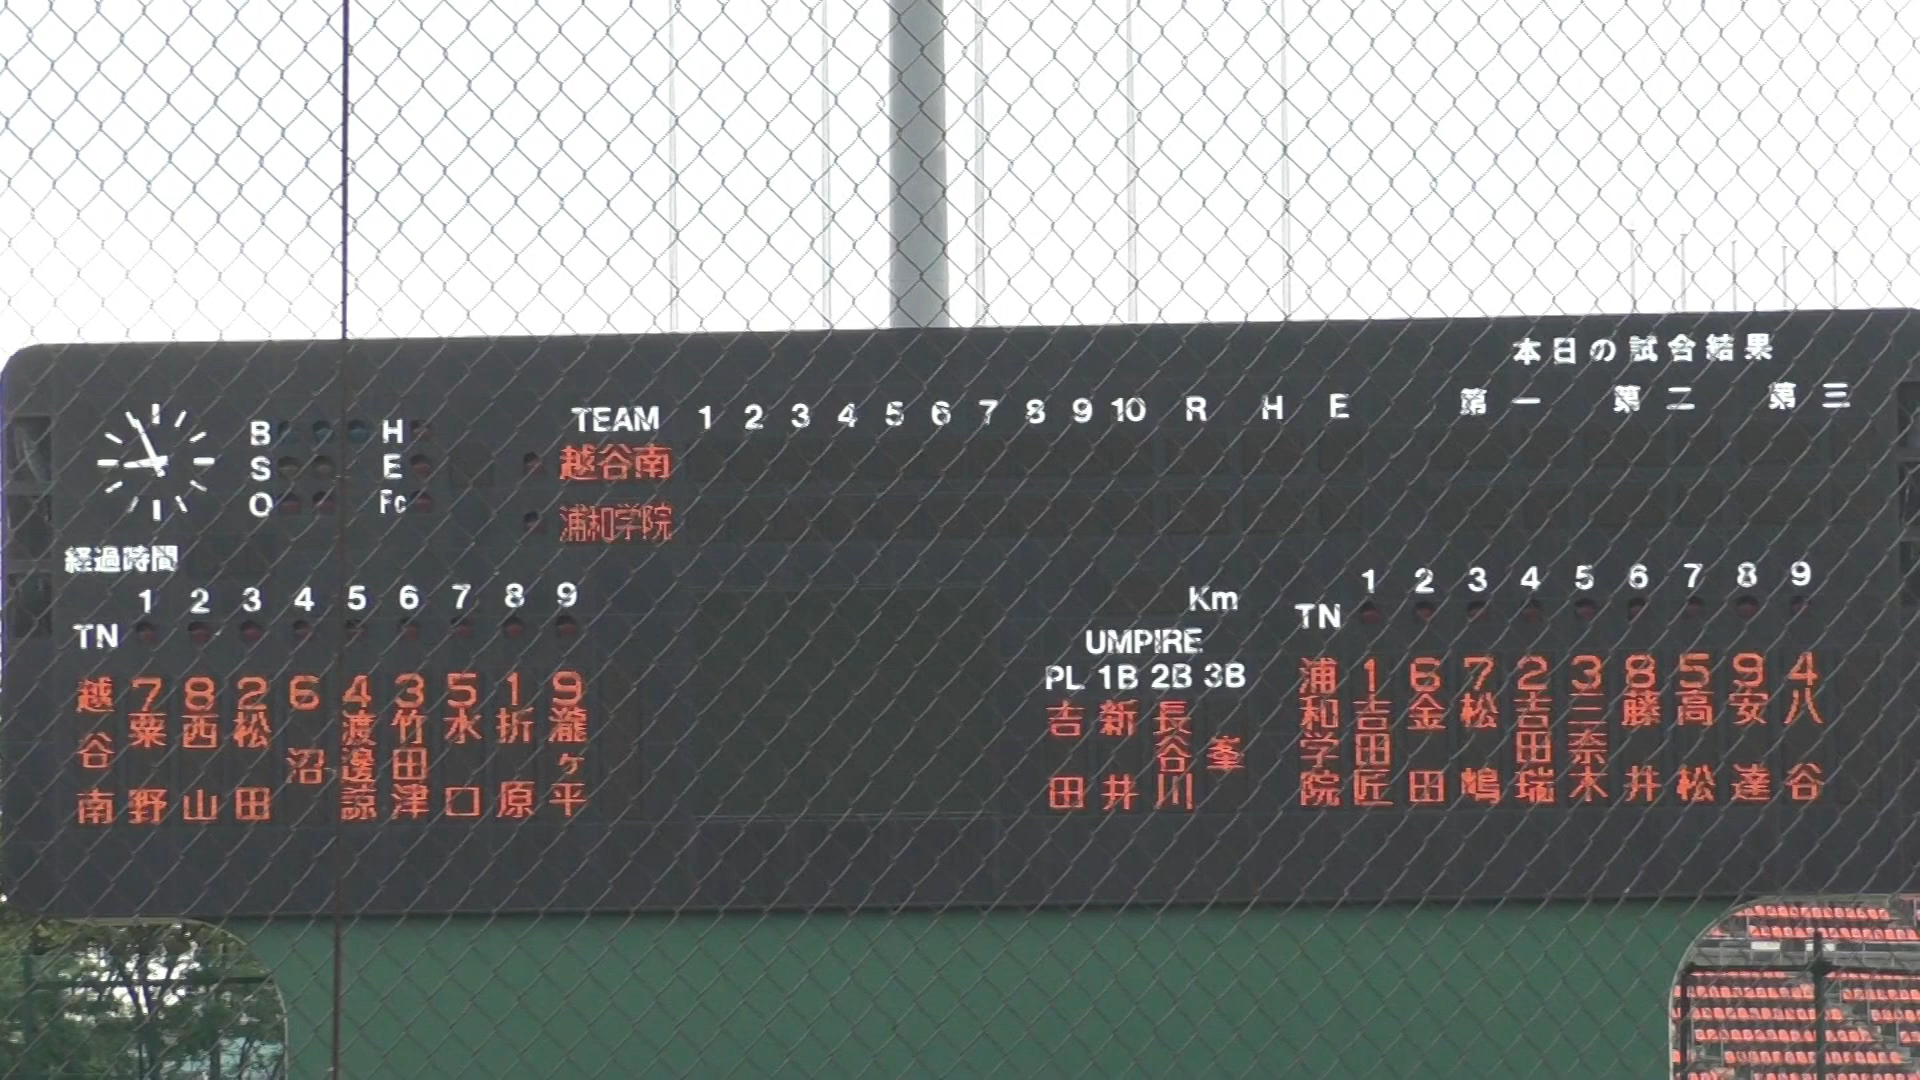 本日の試合結果
第一 第二 第三
B H TEAM 1 2 3 4 5 6 7 8 9 10 R H E
S E 越谷南
O Fc 浦和学院
経過時間
1 2 3 4 5 6 7 8 9
TN
Km
UMPIRE
PL 1B 2B 3B
吉田 新井 長谷川 峯
1 2 3 4 5 6 7 8 9
TN
越谷南
7 粟野
8 西山
2 松田
6 沼
4 渡邊諒
3 竹田津
5 水口
1 折原
9 瀧ヶ平
浦和学院
1 吉田匠
6 金田
7 松嶋
2 吉田瑞
3 三奈木
8 藤井
5 高松
9 安達
4 八谷